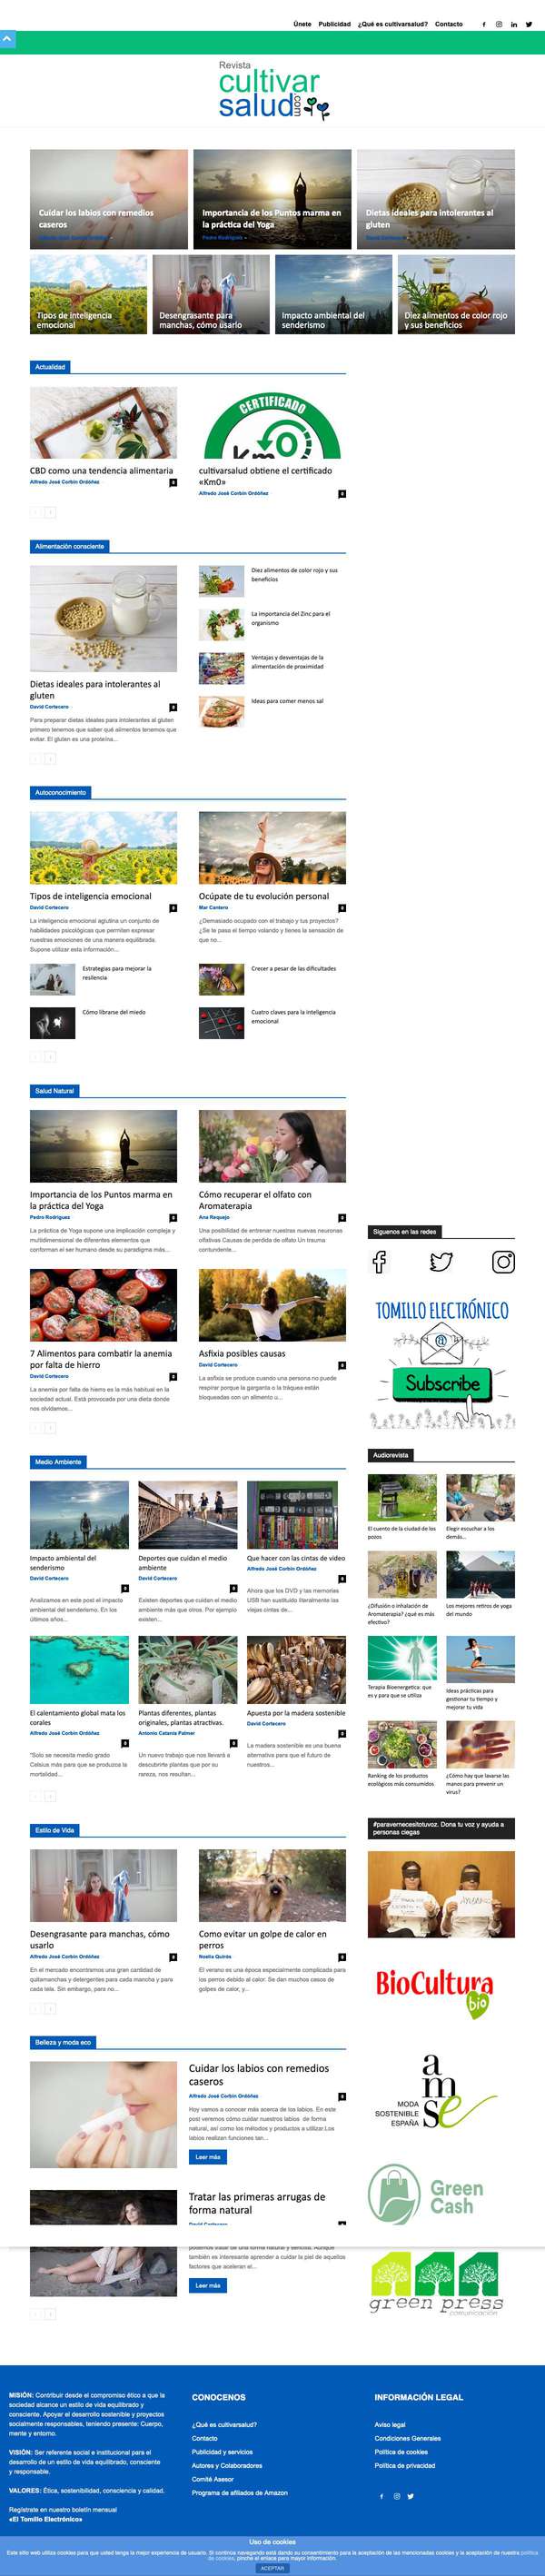 Únete Publicidad ¿Qué es cultivarsalud? Contacto
Revista
cultivar
salud.com
Cuidar los labios con remedios
caseros
Importancia de los Puntos marma en
la práctica del Yoga
Pedro Rodríguez -
Dietas ideales para intolerantes al
gluten
Tipos de inteligencia
emocional
Desengrasante para
manchas, cómo usarlo
Impacto ambiental del
senderismo
Diez alimentos de color rojo
y sus beneficios
Actualidad
CERTIFICADO
Km 0
CBD como una tendencia alimentaria
Alfredo José Corbín Ordóñez
0
cultivarsalud obtiene el certificado
«Km0»
Alfredo José Corbín Ordóñez
0
Alimentación consciente
Dietas ideales para intolerantes al
gluten
David Cortecero -
0
Para preparar dietas ideales para intolerantes al gluten
primero tenemos que saber qué alimentos tenemos que
evitar. El gluten es una proteína...
Diez alimentos de color rojo y sus
beneficios
La importancia del Zinc para el
organismo
Ventajas y desventajas de la
alimentación de proximidad
Ideas para comer menos sal
Autoconocimiento
Tipos de inteligencia emocional
David Cortecero -
0
La inteligencia emocional aglutina un conjunto de
habilidades psicológicas que permiten expresar
nuestras emociones de una manera equilibrada.
Supone utilizar esta información...
Ocúpate de tu evolución personal
Mar Cantero
0
¿Demasiado ocupado con el trabajo y tus proyectos?
¿Se te pasa el tiempo volando y tienes la sensación de
que no...
Estrategias para mejorar la
resilencia
Crecer a pesar de las dificultades
Cómo librarse del miedo
Cuatro claves para la inteligencia
emocional
Salud Natural
Importancia de los Puntos marma en
la práctica del Yoga
Pedro Rodríguez
0
La práctica de Yoga supone una implicación compleja y
multidimensional de diferentes elementos que
conforman el ser humano desde su paradigma más...
Cómo recuperar el olfato con
Aromaterapia
Ana Requejo
0
Una posibilidad de entrenar nuestras nuevas neuronas
olfativas Causas de perdida de olfato Un trauma
contundente...
7 Alimentos para combatir la anemia
por falta de hierro
David Cortecero
0
La anemia por falta de hierro es la más habitual en la
sociedad actual. Está provocada por una dieta donde
nos olvidamos...
Asfixia posibles causas
David Cortecero
0
La asfixia se produce cuando una persona no puede
respirar porque la garganta o la tráquea están
bloqueadas con un alimento u...
Síguenos en las redes
TOMILLO ELECTRÓNICO
@
Subscribe
Medio Ambiente
Impacto ambiental del
senderismo
David Cortecero
0
Analizamos en este post el impacto
ambiental del senderismo. En los
últimos años...
Deportes que cuidan el medio
ambiente
David Cortecero
0
Existen deportes que cuidan el medio
ambiente más que otros. Por ejemplo
existen...
Que hacer con las cintas de video
Alfredo José Corbín Ordóñez
0
Ahora que los DVD y las memorias
USB han sustituido literalmente las
viejas cintas de...
El calentamiento global mata los
corales
Alfredo José Corbín Ordóñez
0
"Solo se necesita medio grado
Celsius más para que se produzca la
mortalidad...
Plantas diferentes, plantas
originales, plantas atractivas.
Antonio Catania Palmer
0
Un nuevo trabajo que nos llevará a
descubrirte plantas que por su
rareza, nos resultan...
Apuesta por la madera sostenible
David Cortecero
0
La madera sostenible es una buena
alternativa para que el futuro de
nuestros...
Audiorevista
El cuento de la ciudad de los
pozos
Elegir escuchar a los
demás...
¿Difusión o inhalación de
Aromaterapia? ¿qué es más
efectivo?
Los mejores retiros de yoga
del mundo
Terapia Bioenergetica: que
es y para que se utiliza
Ideas prácticas para
gestionar tu tiempo y
mejorar tu vida
Ranking de los productos
ecológicos más consumidos
¿Cómo hay que lavarse las
manos para prevenir un
virus?
Estilo de Vida
Desengrasante para manchas, cómo
usarlo
Alfredo José Corbín Ordóñez
0
En el mercado encontramos una gran cantidad de
quitamanchas y detergentes para cada mancha y para
cada tela. Sin embargo, para no...
Como evitar un golpe de calor en
perros
Noelia Quirós
0
El verano es una época especialmente complicada para
los perros debido al calor. Se dan muchos casos de
golpes de calor, y...
#paravernecesitotuvoz. Dona tu voz y ayuda a
personas ciegas
BioCultura
bio
Belleza y moda eco
Cuidar los labios con remedios
caseros
Alfredo José Corbín Ordóñez
0
Hoy vamos a conocer más acerca de los labios. En este
post veremos cómo cuidar nuestros labios de forma
natural, así como los métodos y productos a utilizar Los
labios realizan funciones tan...
Leer más
Tratar las primeras arrugas de
forma natural
también es interesante aprender a cuidar la piel de aquellos
factores que aceleran el...
Leer más
amse
MODA
SOSTENIBLE
ESPAÑA
Green
Cash
green press
comunicación
MISIÓN: Contribuir desde el compromiso ético a que la
sociedad alcance un estilo de vida equilibrado y
consciente. Apoyar el desarrollo sostenible y proyectos
socialmente responsables, teniendo presente: Cuerpo,
mente y entorno.
VISIÓN: Ser referente social e institucional para el
desarrollo de un estilo de vida equilibrado, consciente
y responsable.
VALORES: Ética, sostenibilidad, consciencia y calidad.
Regístrate en nuestro boletín mensual
«El Tomillo Electrónico»
CONOCENOS
¿Qué es cultivarsalud?
Contacto
Publicidad y servicios
Autores y Colaboradores
Comité Asesor
Programa de afiliados de Amazon
INFORMACIÓN LEGAL
Aviso legal
Condiciones Generales
Política de cookies
Política de privacidad
Uso de cookies
Este sitio web utiliza cookies para que usted tenga la mejor experiencia de usuario. Si continúa navegando está dando su consentimiento para la aceptación de las mencionadas cookies y la aceptación de nuestra política
de cookies, pinche el enlace para mayor información.
ACEPTAR